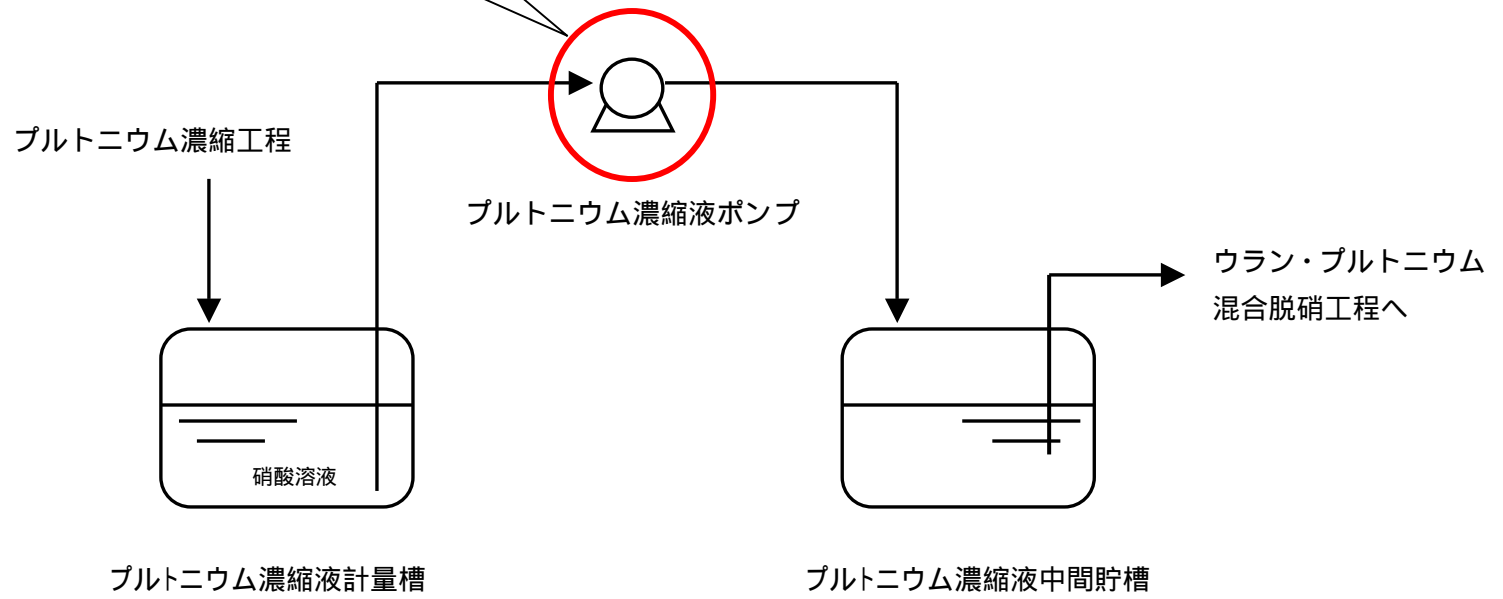 プルトニウム濃縮工程
プルトニウム濃縮液ポンプ
ウラン・プルトニウム
混合脱硝工程へ
硝酸溶液
プルトニウム濃縮液計量槽
プルトニウム濃縮液中間貯槽